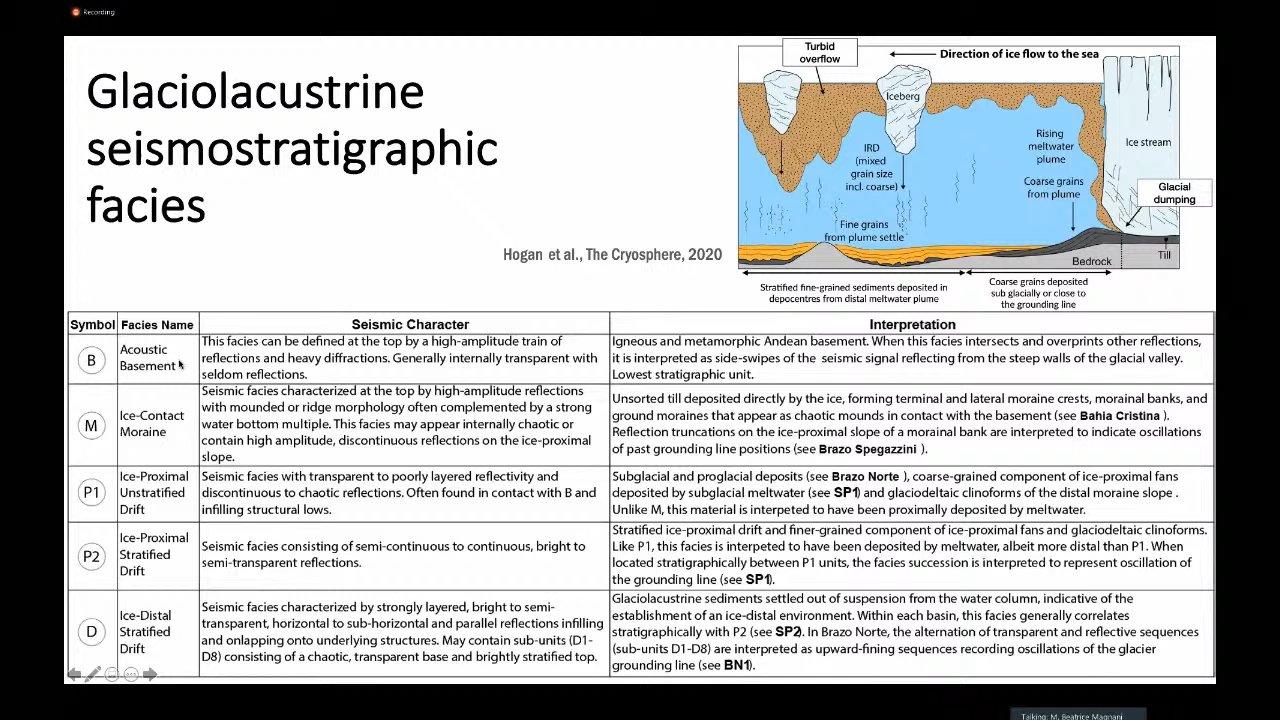 Recording
Glaciolacustrine
seismostratigraphic
facies
Hogan et al., The Cryosphere, 2020
Turbid
overflow
Direction of ice flow to the sea
Iceberg
IRD
(mixed
grain size
incl. coarse)
Rising
meltwater
plume
Ice stream
Coarse grains
from plume
Glacial
dumping
Fine grains
from plume settle
Bedrock
Till
Stratified fine-grained sediments deposited in
depocentres from distal meltwater plume
Coarse grains deposited
sub glacially or close to
the grounding line
Symbol Facies Name Seismic Character Interpretation
B
Acoustic
Basement
This facies can be defined at the top by a high-amplitude train of
reflections and heavy diffractions. Generally internally transparent with
seldom reflections.
Igneous and metamorphic Andean basement. When this facies intersects and overprints other reflections,
it is interpreted as side-swipes of the seismic signal reflecting from the steep walls of the glacial valley.
Lowest stratigraphic unit.
M
Ice-Contact
Moraine
Seismic facies characterized at the top by high-amplitude reflections
with mounded or ridge morphology often complemented by a strong
water bottom multiple. This facies may appear internally chaotic or
contain high amplitude, discontinuous reflections on the ice-proximal
slope.
Unsorted till deposited directly by the ice, forming terminal and lateral moraine crests, morainal banks, and
ground moraines that appear as chaotic mounds in contact with the basement (see Bahia Cristina ).
Reflection truncations on the ice-proximal slope of a morainal bank are interpreted to indicate oscillations
of past grounding line positions (see Brazo Spegazzini ).
P1
Ice-Proximal
Unstratified
Drift
Seismic facies with transparent to poorly layered reflectivity and
discontinuous to chaotic reflections. Often found in contact with B and
infilling structural lows.
Subglacial and proglacial deposits (see Brazo Norte ), coarse-grained component of ice-proximal fans
deposited by subglacial meltwater (see SP1) and glaciodeltaic clinoforms of the distal moraine slope .
Unlike M, this material is interpeted to have been proximally deposited by meltwater.
P2
Ice-Proximal
Stratified
Drift
Seismic facies consisting of semi-continuous to continuous, bright to
semi-transparent reflections.
Stratified ice-proximal drift and finer-grained component of ice-proximal fans and glaciodeltaic clinoforms.
Like P1, this facies is interpeted to have been deposited by meltwater, albeit more distal than P1. When
located stratigraphically between P1 units, the facies succession is interpreted to represent oscillation of
the grounding line (see SP1).
D
Ice-Distal
Stratified
Drift
Seismic facies characterized by strongly layered, bright to semi-
transparent, horizontal to sub-horizontal and parallel reflections infilling
and onlapping onto underlying structures. May contain sub-units (D1-
D8) consisting of a chaotic, transparent base and brightly stratified top.
Glaciolacustrine sediments settled out of suspension from the water column, indicative of the
establishment of an ice-distal environment. Within each basin, this facies generally correlates
stratigraphically with P2 (see SP2). In Brazo Norte, the alternation of transparent and reflective sequences
(sub-units D1-D8) are interpreted as upward-fining sequences recording oscillations of the glacier
grounding line (see BN1).
Talking: M. Beatrice Magnani